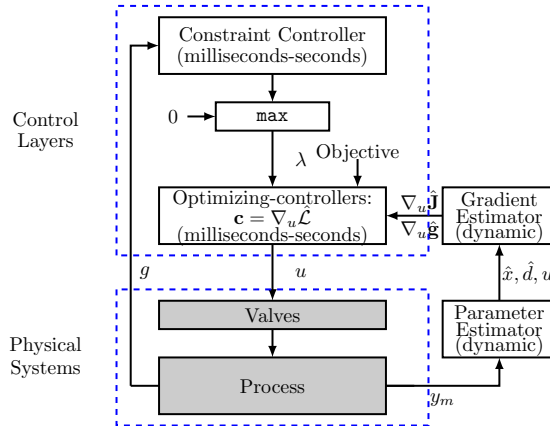 Constraint Controller
(milliseconds-seconds)
Control
Layers
0
max
λ
Objective
Optimizing-controllers:
𝐜 = ∇ᵤℒ̂
(milliseconds-seconds)
∇ᵤĴ
∇ᵤĝ
Gradient
Estimator
(dynamic)
g
u
x̂, d̂, u
Physical
Systems
Valves
Process
Parameter
Estimator
(dynamic)
yₘ